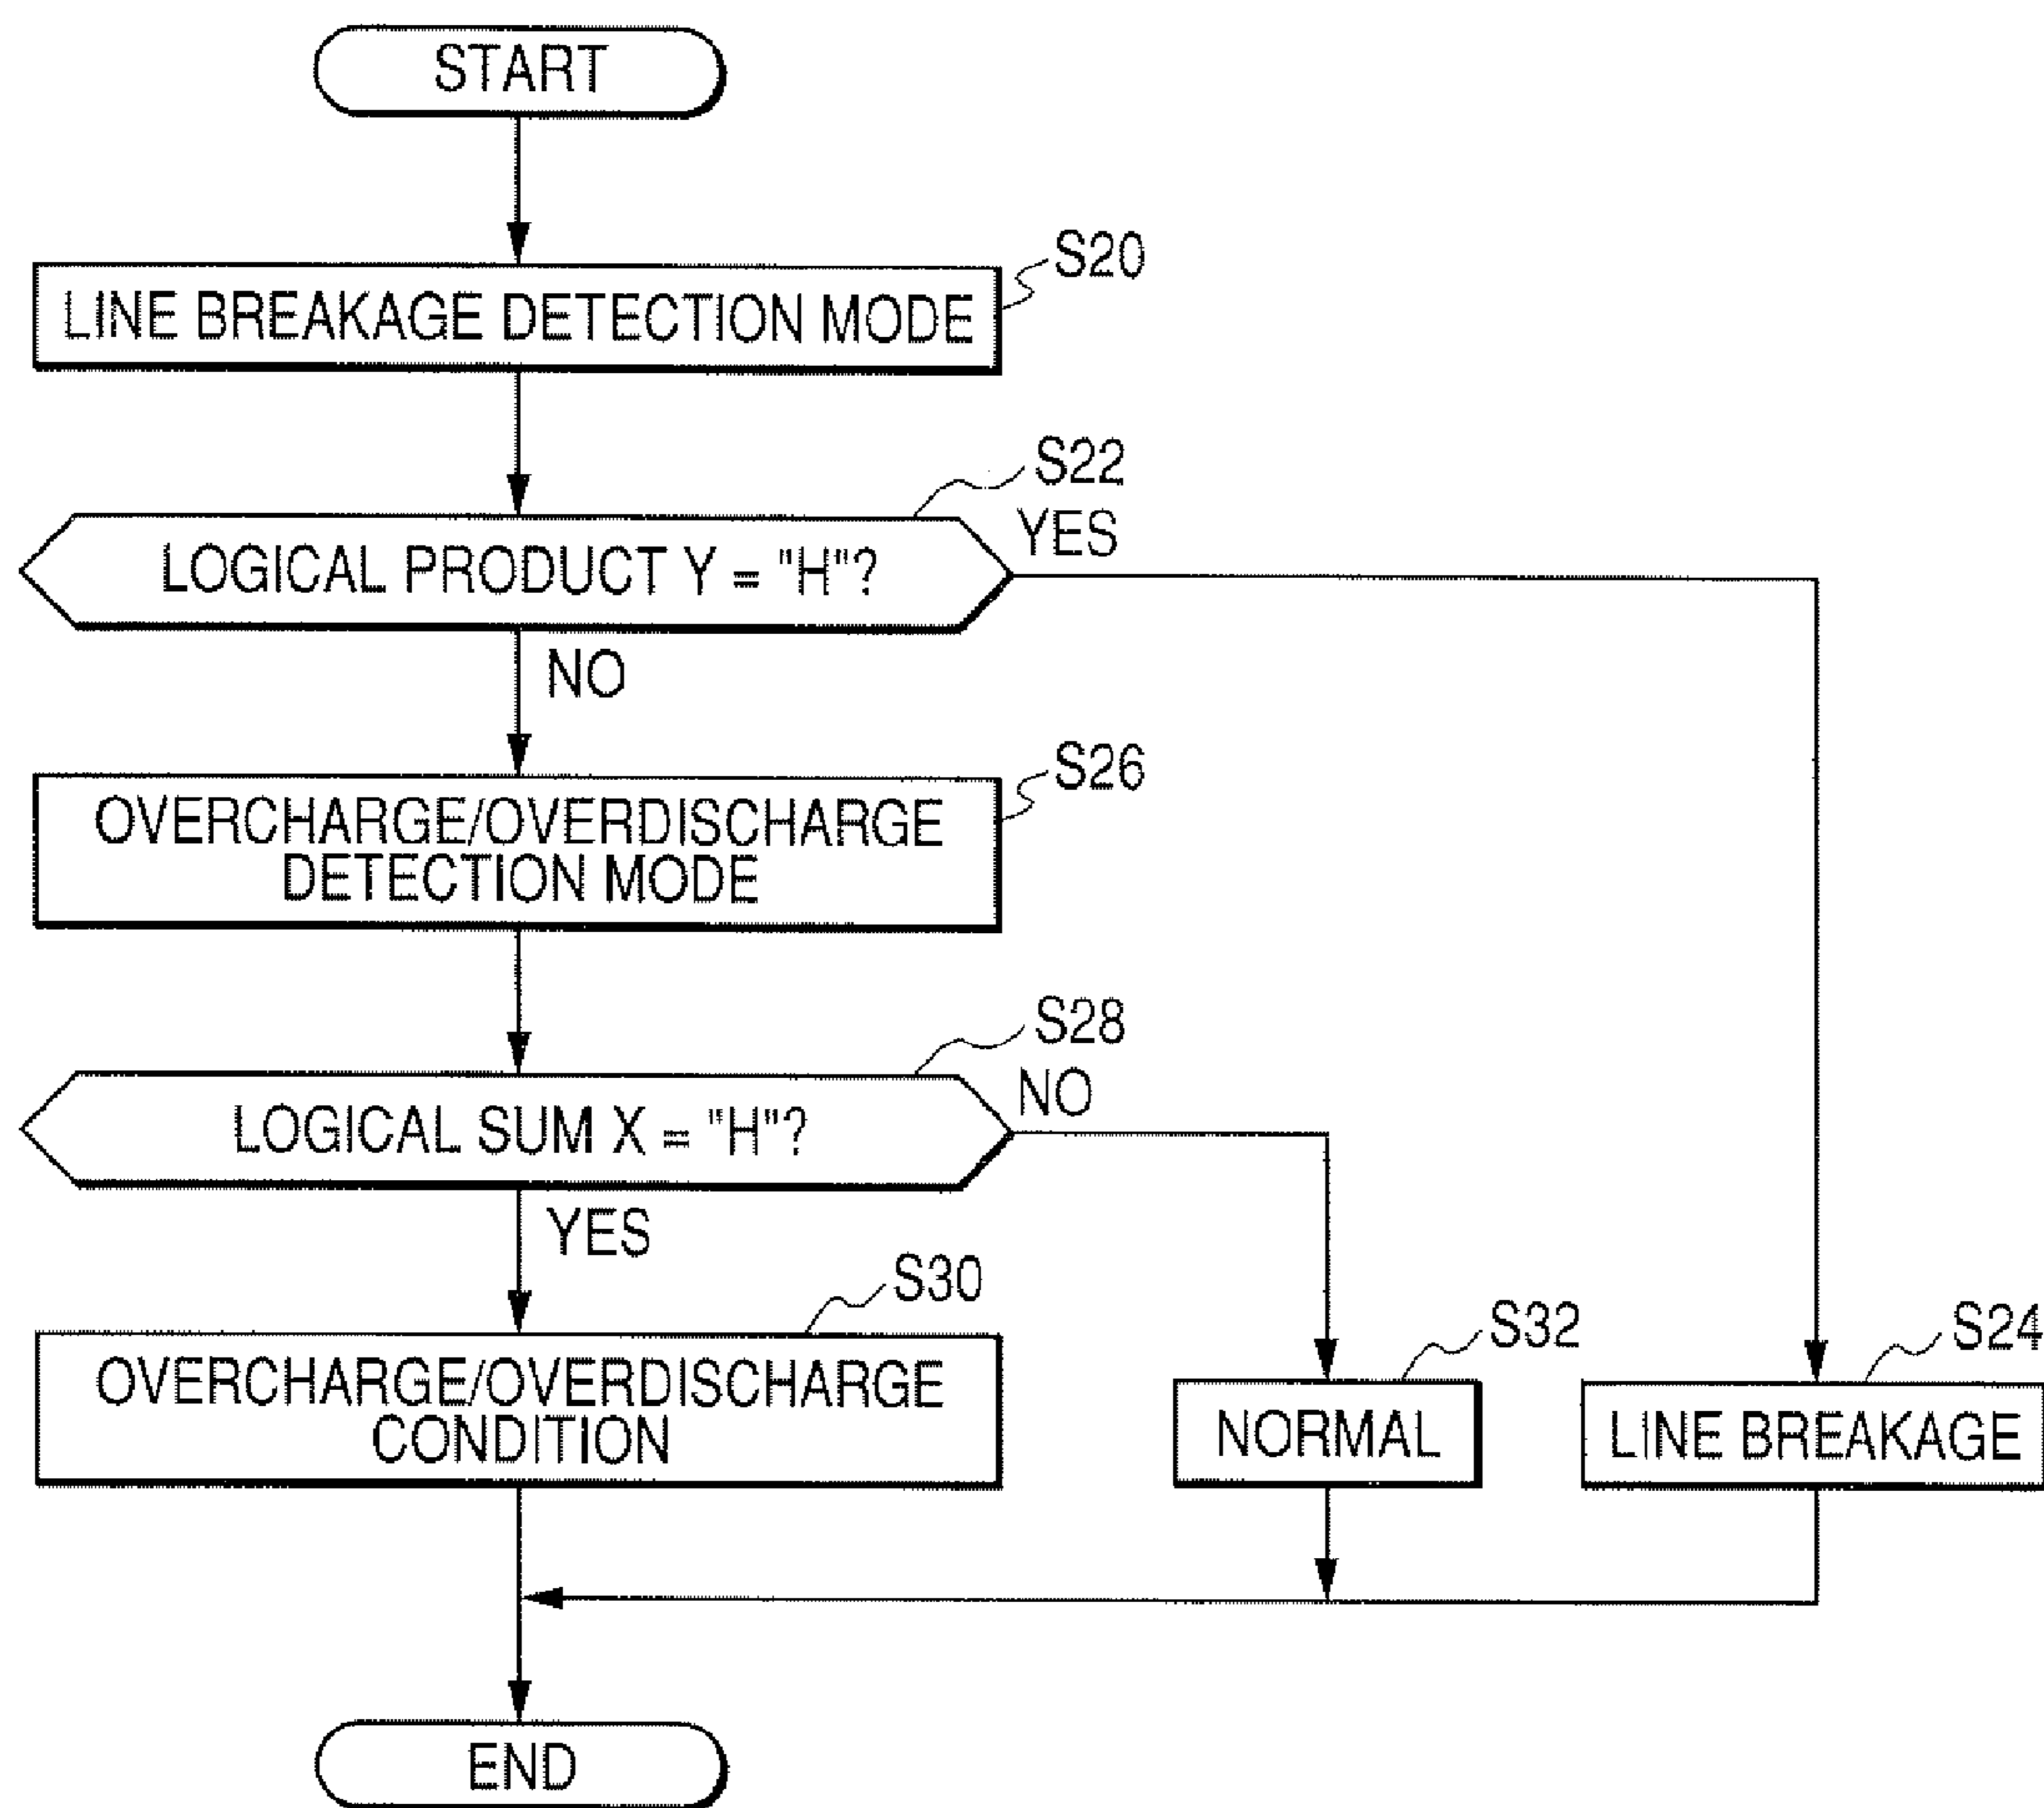 START
S20
LINE BREAKAGE DETECTION MODE
S22
LOGICAL PRODUCT Y = "H"?
YES
NO
S26
OVERCHARGE/OVERDISCHARGE
DETECTION MODE
S28
LOGICAL SUM X = "H"?
NO
YES
S30
OVERCHARGE/OVERDISCHARGE
CONDITION
S32
NORMAL
S24
LINE BREAKAGE
END